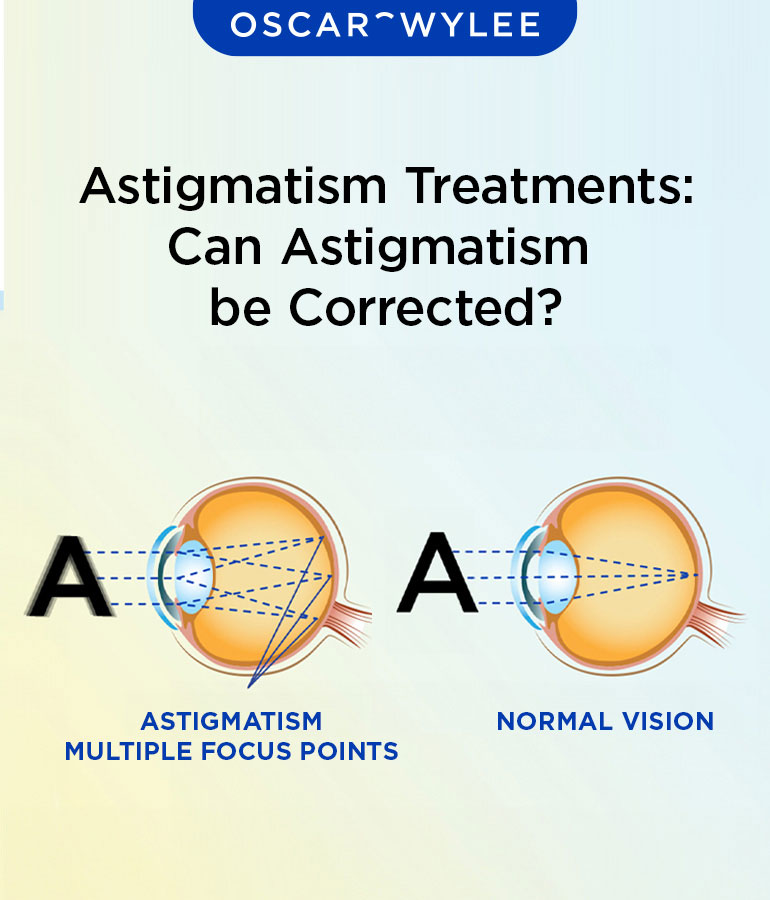 OSCAR WYLEE
Astigmatism Treatments:
Can Astigmatism
be Corrected?
A
A
ASTIGMATISM
MULTIPLE FOCUS POINTS
NORMAL VISION